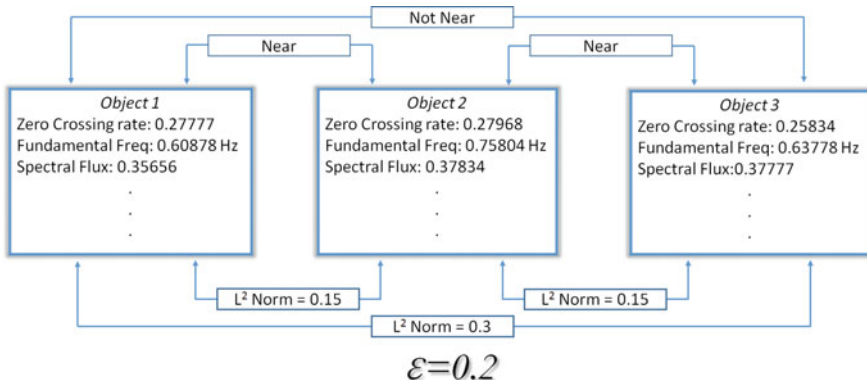 Not Near
Near
Near
Object 1
Zero Crossing rate: 0.27777
Fundamental Freq: 0.60878 Hz
Spectral Flux: 0.35656
.
.
.
Object 2
Zero Crossing rate: 0.27968
Fundamental Freq: 0.75804 Hz
Spectral Flux: 0.37834
.
.
.
Object 3
Zero Crossing rate: 0.25834
Fundamental Freq: 0.63778 Hz
Spectral Flux:0.37777
.
.
.
L² Norm = 0.15
L² Norm = 0.15
L² Norm = 0.3
ε=0.2